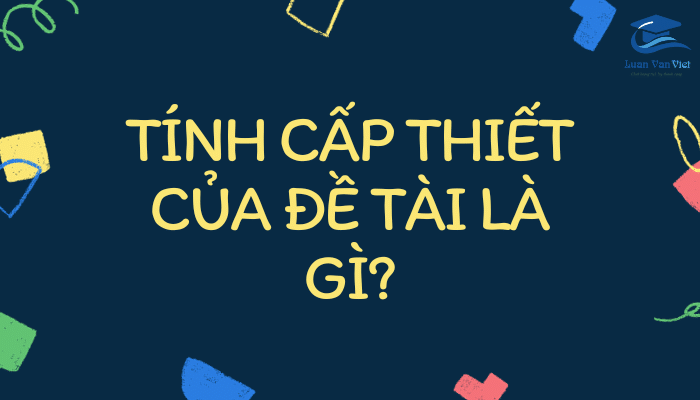 Luan Van Viet
TÍNH CẤP THIẾT
CỦA ĐỀ TÀI LÀ
GÌ?